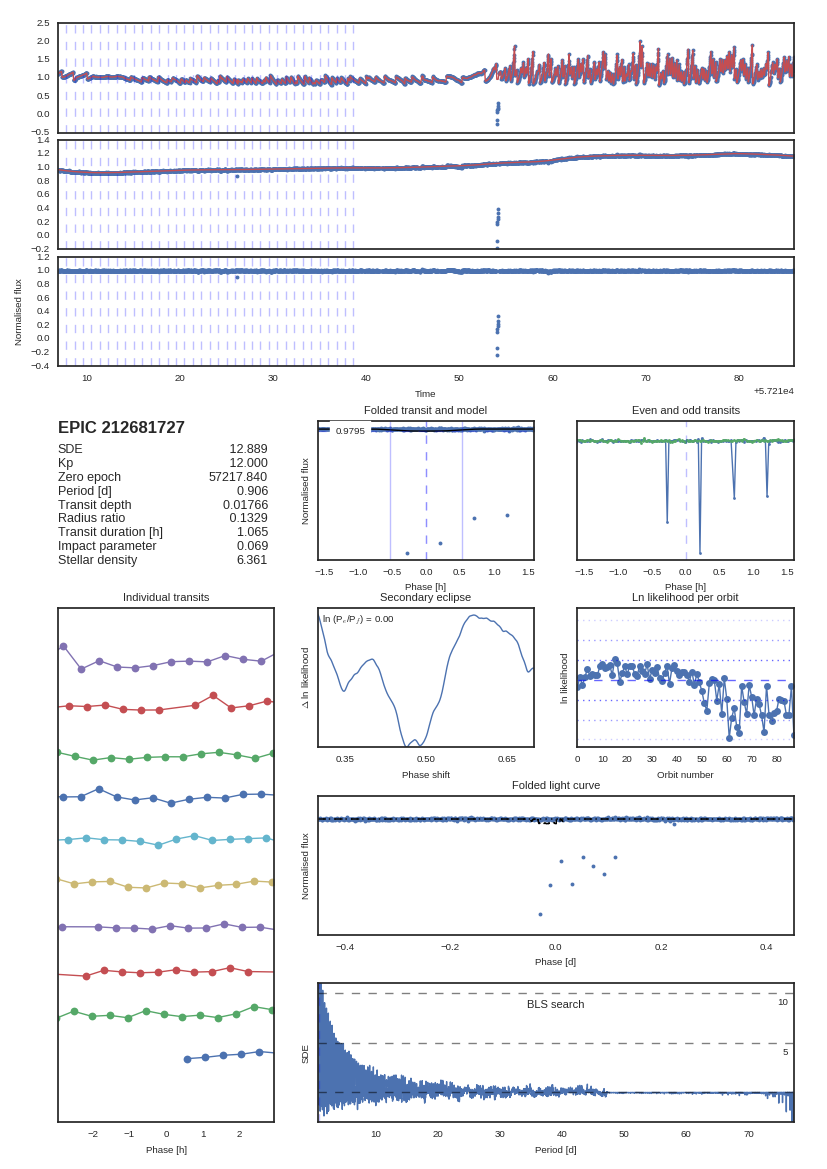 2.5
2.0
1.5
1.0
0.5
0.0
−0.5
1.4
1.2
1.0
0.8
0.6
0.4
0.2
0.0
−0.2
1.2
1.0
0.8
0.6
0.4
0.2
0.0
−0.2
−0.4
Normalised flux
10 20 30 40 50 60 70 80
Time
+5.721e4
EPIC 212681727
SDE 12.889
Kp 12.000
Zero epoch 57217.840
Period [d] 0.906
Transit depth 0.01766
Radius ratio 0.1329
Transit duration [h] 1.065
Impact parameter 0.069
Stellar density 6.361
Folded transit and model
0.9795
Normalised flux
−1.5 −1.0 −0.5 0.0 0.5 1.0 1.5
Phase [h]
Even and odd transits
−1.5 −1.0 −0.5 0.0 0.5 1.0 1.5
Phase [h]
Individual transits
−2 −1 0 1 2
Phase [h]
Secondary eclipse
ln (Pₑ/P𝑓) = 0.00
Δ ln likelihood
0.35 0.50 0.65
Phase shift
Ln likelihood per orbit
ln likelihood
0 10 20 30 40 50 60 70 80
Orbit number
Folded light curve
Normalised flux
−0.4 −0.2 0.0 0.2 0.4
Phase [d]
BLS search
10
5
SDE
10 20 30 40 50 60 70
Period [d]